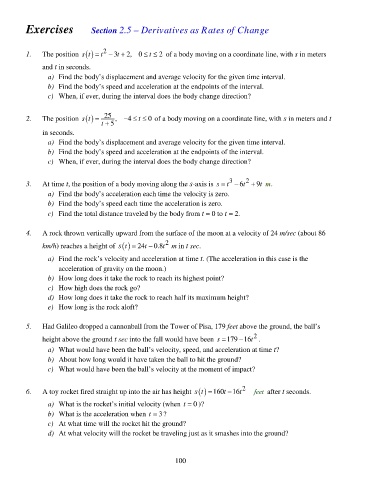 Exercises Section 2.5 – Derivatives as Rates of Change
1. The position s(t) = t² − 3t + 2, 0 ≤ t ≤ 2 of a body moving on a coordinate line, with s in meters
and t in seconds.
a) Find the body's displacement and average velocity for the given time interval.
b) Find the body's speed and acceleration at the endpoints of the interval.
c) When, if ever, during the interval does the body change direction?
2. The position s(t) = 25/(t + 5), −4 ≤ t ≤ 0 of a body moving on a coordinate line, with s in meters and t
in seconds.
a) Find the body's displacement and average velocity for the given time interval.
b) Find the body's speed and acceleration at the endpoints of the interval.
c) When, if ever, during the interval does the body change direction?
3. At time t, the position of a body moving along the s-axis is s = t³ − 6t² + 9t m.
a) Find the body's acceleration each time the velocity is zero.
b) Find the body's speed each time the acceleration is zero.
c) Find the total distance traveled by the body from t = 0 to t = 2.
4. A rock thrown vertically upward from the surface of the moon at a velocity of 24 m/sec (about 86
km/h) reaches a height of s(t) = 24t − 0.8t² m in t sec.
a) Find the rock's velocity and acceleration at time t. (The acceleration in this case is the
acceleration of gravity on the moon.)
b) How long does it take the rock to reach its highest point?
c) How high does the rock go?
d) How long does it take the rock to reach half its maximum height?
e) How long is the rock aloft?
5. Had Galileo dropped a cannonball from the Tower of Pisa, 179 feet above the ground, the ball's
height above the ground t sec into the fall would have been s = 179 − 16t².
a) What would have been the ball's velocity, speed, and acceleration at time t?
b) About how long would it have taken the ball to hit the ground?
c) What would have been the ball's velocity at the moment of impact?
6. A toy rocket fired straight up into the air has height s(t) = 160t − 16t² feet after t seconds.
a) What is the rocket's initial velocity (when t = 0)?
b) What is the acceleration when t = 3?
c) At what time will the rocket hit the ground?
d) At what velocity will the rocket be traveling just as it smashes into the ground?
100